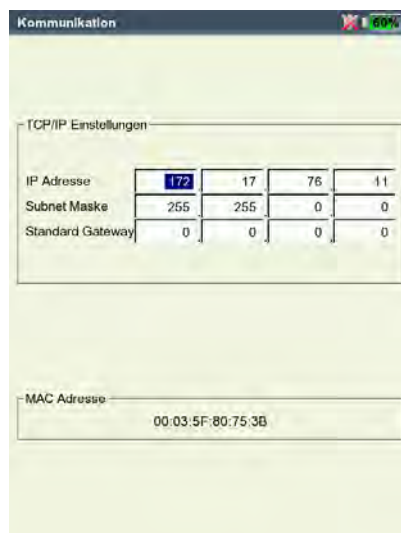 Kommunikation 60%
TCP/IP Einstellungen
IP Adresse 172 . 17 . 76 . 11
Subnet Maske 255 . 255 . 0 . 0
Standard Gateway 0 . 0 . 0 . 0
MAC Adresse
00:03:5F:80:75:3B